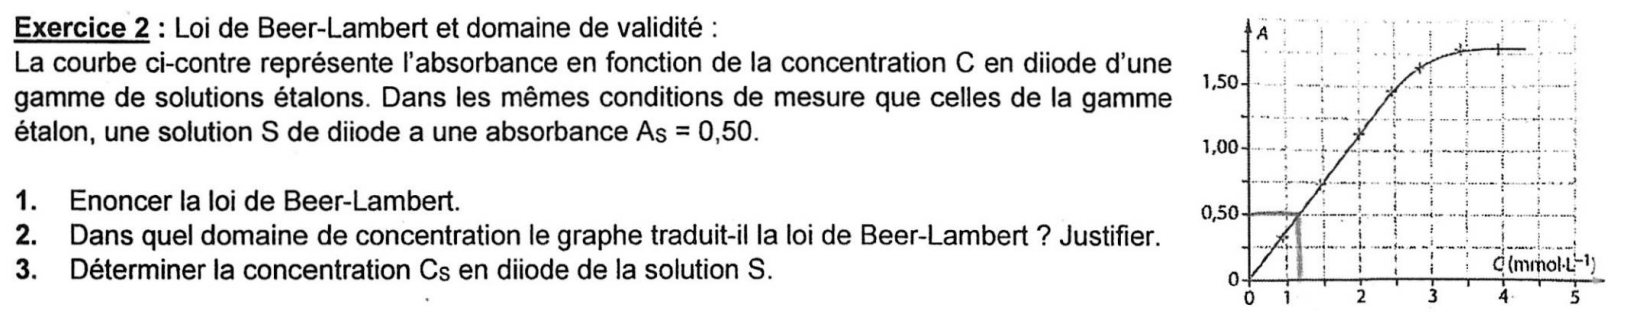 Exercice 2 : Loi de Beer-Lambert et domaine de validité :
La courbe ci-contre représente l'absorbance en fonction de la concentration C en diiode d'une
gamme de solutions étalons. Dans les mêmes conditions de mesure que celles de la gamme
étalon, une solution S de diiode a une absorbance As = 0,50.
1. Enoncer la loi de Beer-Lambert.
2. Dans quel domaine de concentration le graphe traduit-il la loi de Beer-Lambert ? Justifier.
3. Déterminer la concentration Cs en diiode de la solution S.
A
1,50
1,00
0,50
0
C (mmol·L⁻¹)
0 1 2 3 4 5